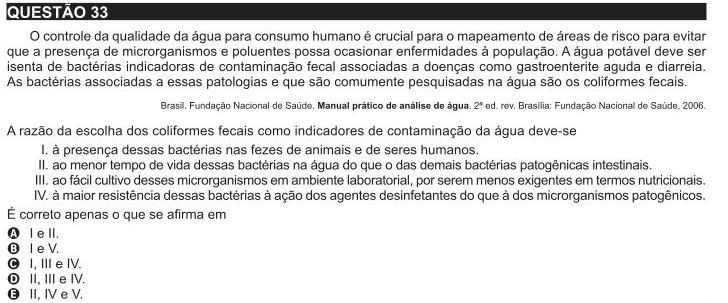 QUESTÃO 33
O controle da qualidade da água para consumo humano é crucial para o mapeamento de áreas de risco para evitar
que a presença de microrganismos e poluentes possa ocasionar enfermidades à população. A água potável deve ser
isenta de bactérias indicadoras de contaminação fecal associadas a doenças como gastroenterite aguda e diarreia.
As bactérias associadas a essas patologias e que são comumente pesquisadas na água são os coliformes fecais.
Brasil. Fundação Nacional de Saúde. Manual prático de análise de água. 2ª ed. rev. Brasília: Fundação Nacional de Saúde, 2006.
A razão da escolha dos coliformes fecais como indicadores de contaminação da água deve-se
I. à presença dessas bactérias nas fezes de animais e de seres humanos.
II. ao menor tempo de vida dessas bactérias na água do que o das demais bactérias patogênicas intestinais.
III. ao fácil cultivo desses microrganismos em ambiente laboratorial, por serem menos exigentes em termos nutricionais.
IV. à maior resistência dessas bactérias à ação dos agentes desinfetantes do que à dos microrganismos patogênicos.
É correto apenas o que se afirma em
A I e II.
B I e V.
C I, III e IV.
D II, III e IV.
E II, IV e V.